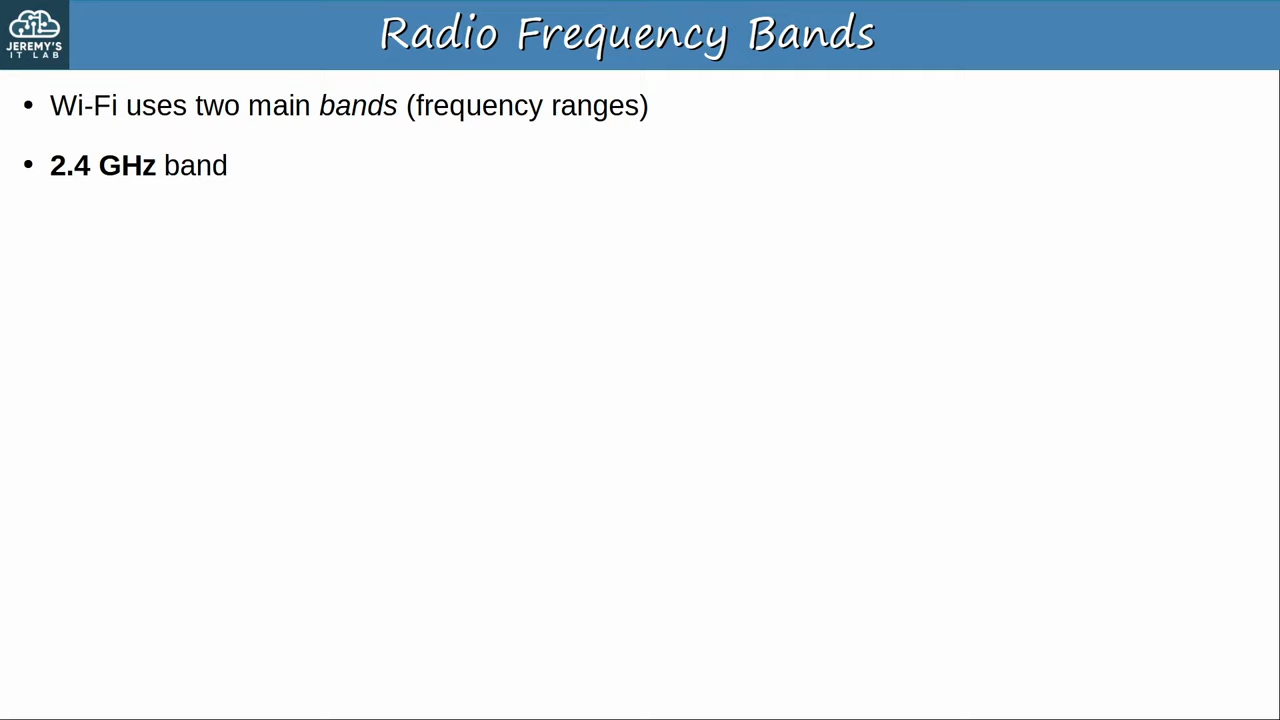 JEREMY'S
IT LAB
Radio Frequency Bands
• Wi-Fi uses two main bands (frequency ranges)
• 2.4 GHz band